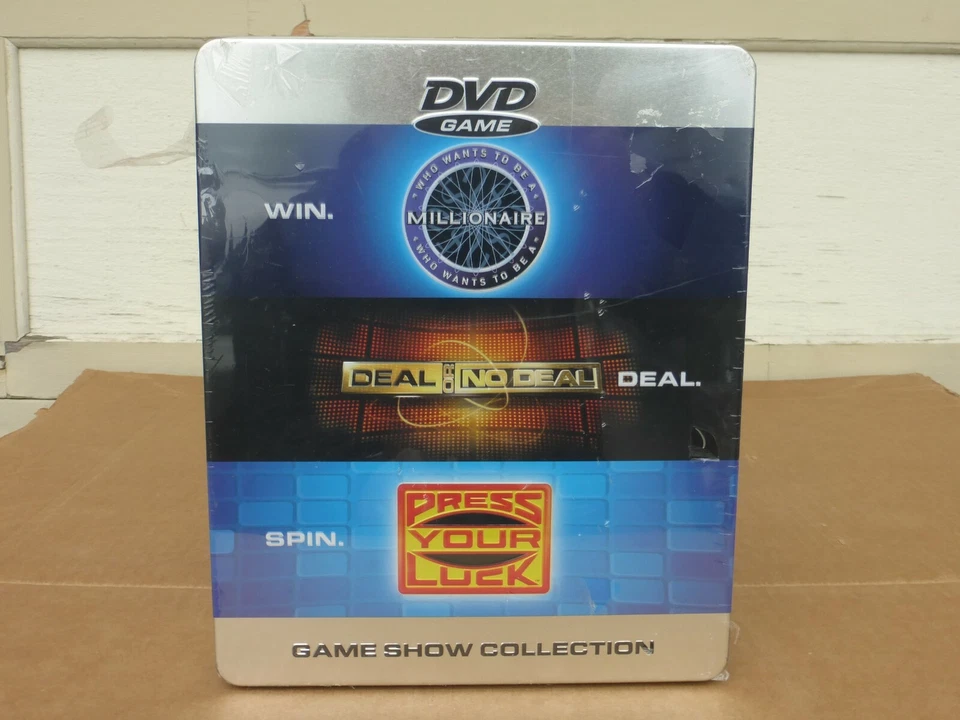 DVD
GAME
WHO WANTS TO BE A
WIN.
MILLIONAIRE
WHO WANTS TO BE A
DEAL OR NO DEAL
DEAL.
PRESS
YOUR
LUCK
SPIN.
GAME SHOW COLLECTION